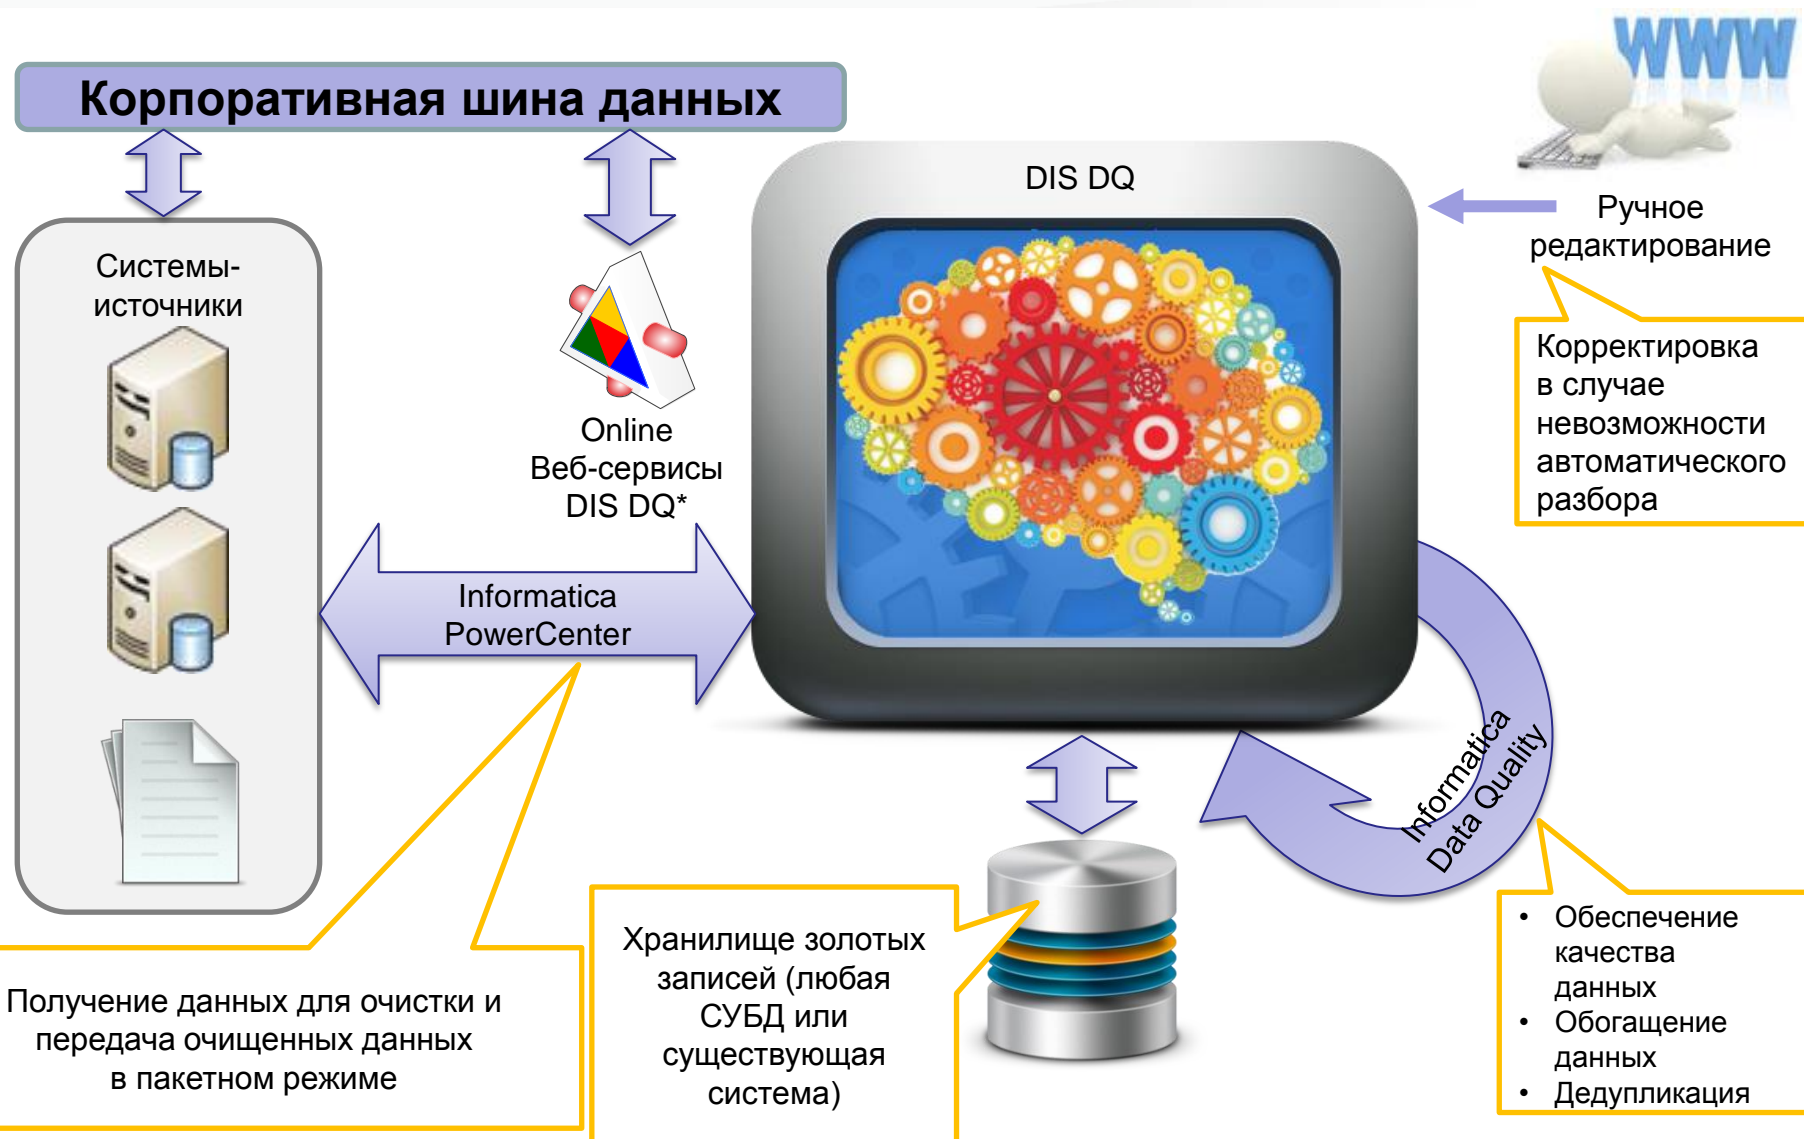 WWW
Корпоративная шина данных
DIS DQ
Ручное
редактирование
Системы-
источники
Корректировка
в случае
невозможности
автоматического
разбора
Online
Веб-сервисы
DIS DQ*
Informatica
PowerCenter
Informatica
Data Quality
Хранилище золотых
записей (любая
СУБД или
существующая
система)
Получение данных для очистки и
передача очищенных данных
в пакетном режиме
• Обеспечение
качества
данных
• Обогащение
данных
• Дедупликация